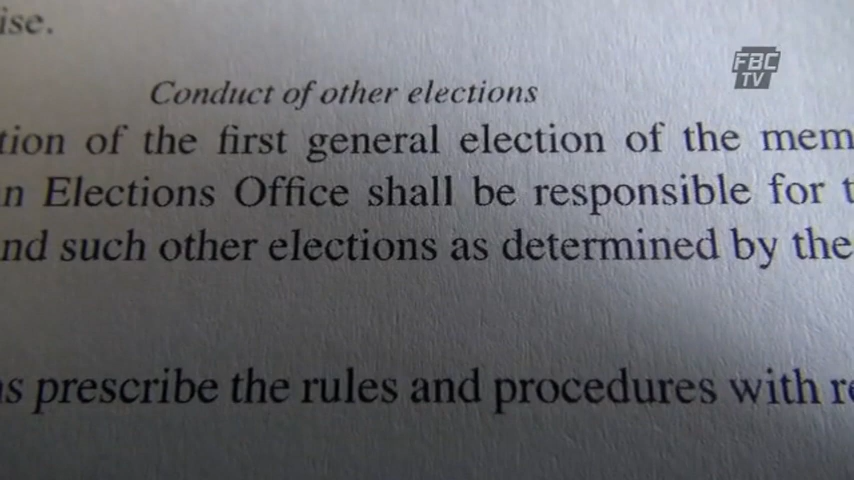 ise.
FBC
TV
Conduct of other elections
tion of the first general election of the mem
n Elections Office shall be responsible for t
nd such other elections as determined by the
s prescribe the rules and procedures with re